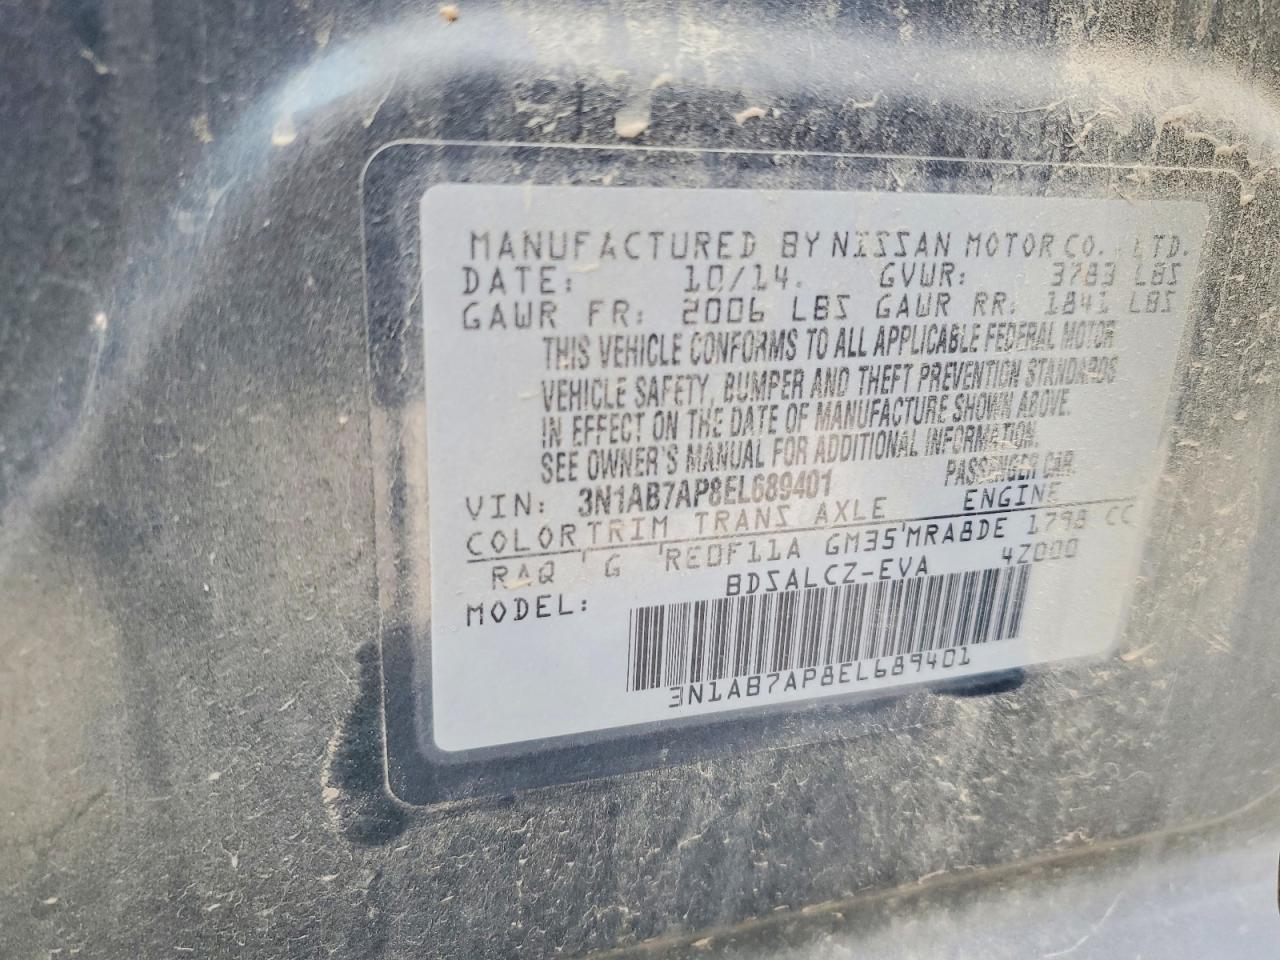 MANUFACTURED BY NISSAN MOTOR CO., LTD.
DATE: 10/14. GVWR: 3783 LBS
GAWR FR: 2006 LBS GAWR RR: 1841 LBS
THIS VEHICLE CONFORMS TO ALL APPLICABLE FEDERAL MOTOR
VEHICLE SAFETY, BUMPER AND THEFT PREVENTION STANDARDS
IN EFFECT ON THE DATE OF MANUFACTURE SHOWN ABOVE.
SEE OWNER'S MANUAL FOR ADDITIONAL INFORMATION.
VIN: 3N1AB7AP8EL689401 PASSENGER CAR
COLOR TRIM TRANS AXLE ENGINE
RAQ G RE0F11A GM35 MRA8DE 1798 CC
MODEL: BDSALCZ-EVA 4Z000
3N1AB7AP8EL689401